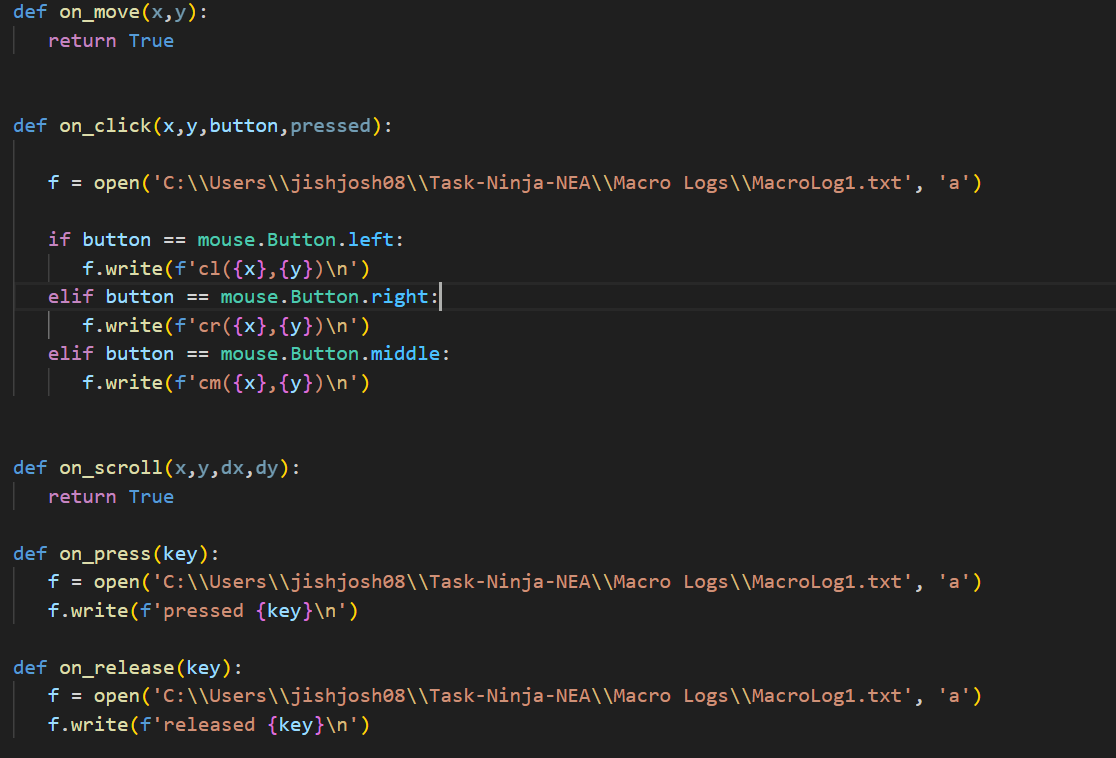 def on_move(x,y):
   return True
def on_click(x,y,button,pressed):
   f = open('C:\\Users\\jishjosh08\\Task-Ninja-NEA\\Macro Logs\\MacroLog1.txt', 'a')
   if button == mouse.Button.left:
      f.write(f'cl({x},{y})\n')
   elif button == mouse.Button.right:
      f.write(f'cr({x},{y})\n')
   elif button == mouse.Button.middle:
      f.write(f'cm({x},{y})\n')
def on_scroll(x,y,dx,dy):
   return True
def on_press(key):
   f = open('C:\\Users\\jishjosh08\\Task-Ninja-NEA\\Macro Logs\\MacroLog1.txt', 'a')
   f.write(f'pressed {key}\n')
def on_release(key):
   f = open('C:\\Users\\jishjosh08\\Task-Ninja-NEA\\Macro Logs\\MacroLog1.txt', 'a')
   f.write(f'released {key}\n')